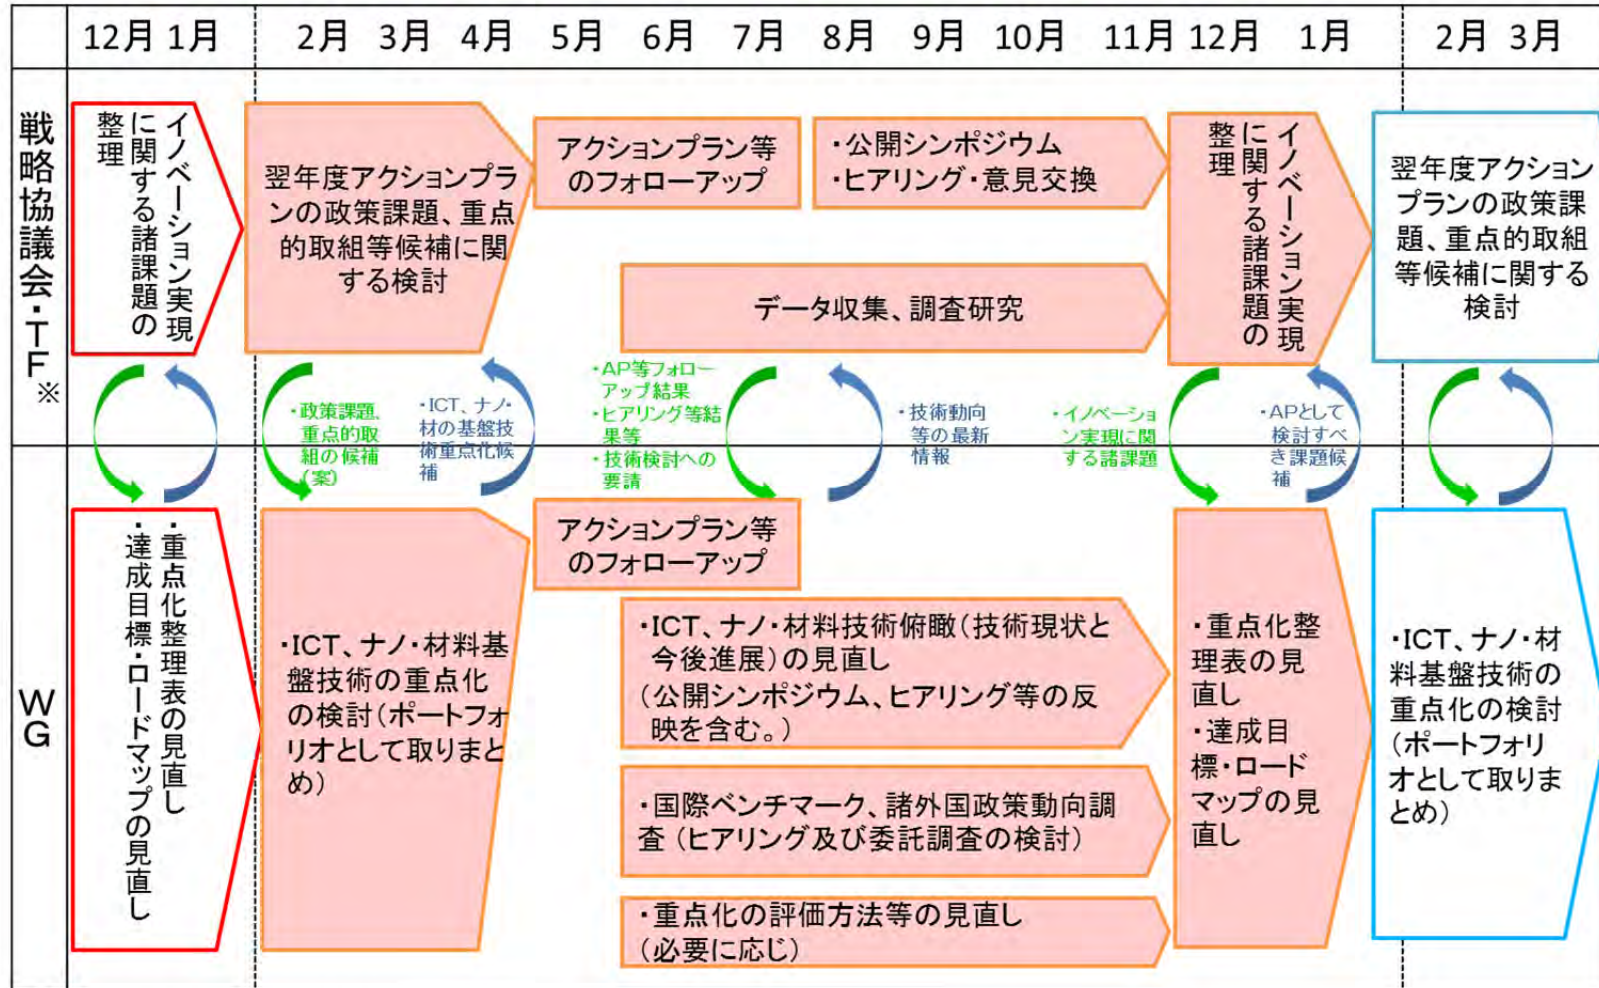 12月 1月 2月 3月 4月 5月 6月 7月 8月 9月 10月 11月 12月 1月 2月 3月
戦略協議会・TF
※
イノベーション実現
に関する諸課題の
整理
翌年度アクションプラ
ンの政策課題、重点
的取組等候補に関
する検討
アクションプラン等
のフォローアップ
・公開シンポジウム
・ヒアリング・意見交換
データ収集、調査研究
イノベーション実現
に関する諸課題の
整理
翌年度アクション
プランの政策課
題、重点的取組
等候補に関する
検討
・政策課題、
重点的取
組の候補
（案）
・ICT、ナノ・
材の基盤技
術重点化候
補
・AP等フォロー
アップ結果
・ヒアリング等結
果等
・技術検討への
要請
・技術動向
等の最新
情報
・イノベーショ
ン実現に関
する諸課題
・APとして
検討すべ
き課題候
補
WG
・重点化整理表の見直し
・達成目標・ロードマップの見直し
・ICT、ナノ・材料基
盤技術の重点化
の検討（ポートフォ
リオとして取りまと
め）
アクションプラン等
のフォローアップ
・ICT、ナノ・材料技術俯瞰（技術現状と
今後進展）の見直し
（公開シンポジウム、ヒアリング等の反
映を含む。）
・国際ベンチマーク、諸外国政策動向調
査（ヒアリング及び委託調査の検討）
・重点化の評価方法等の見直し
（必要に応じ）
・重点化整
理表の見
直し
・達成目
標・ロード
マップの見
直し
・ICT、ナノ・材
料基盤技術の
重点化の検討
（ポートフォリ
オとして取りま
とめ）